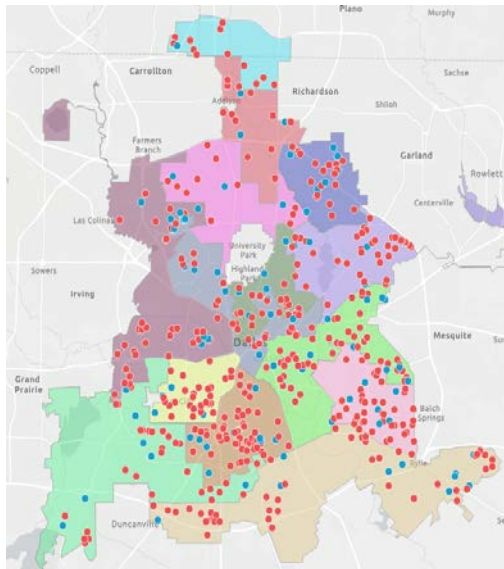 Plano
Murphy
Coppell
Carrollton
Sachse
Addison
Richardson
Shiloh
Farmers
Branch
Garland
Rowlett
Centerville
Las Colinas
University
Park
Sowers
Highland
Park
Irving
Mesquite
Grand
Prairie
Balch
Springs
Duncanville